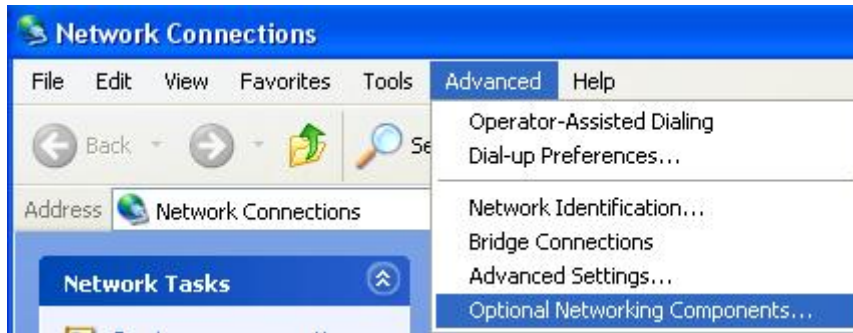 Network Connections
File Edit View Favorites Tools Advanced Help
Operator-Assisted Dialing
Back
Dial-up Preferences...
Address Network Connections
Network Identification...
Bridge Connections
Network Tasks
Advanced Settings...
Optional Networking Components...